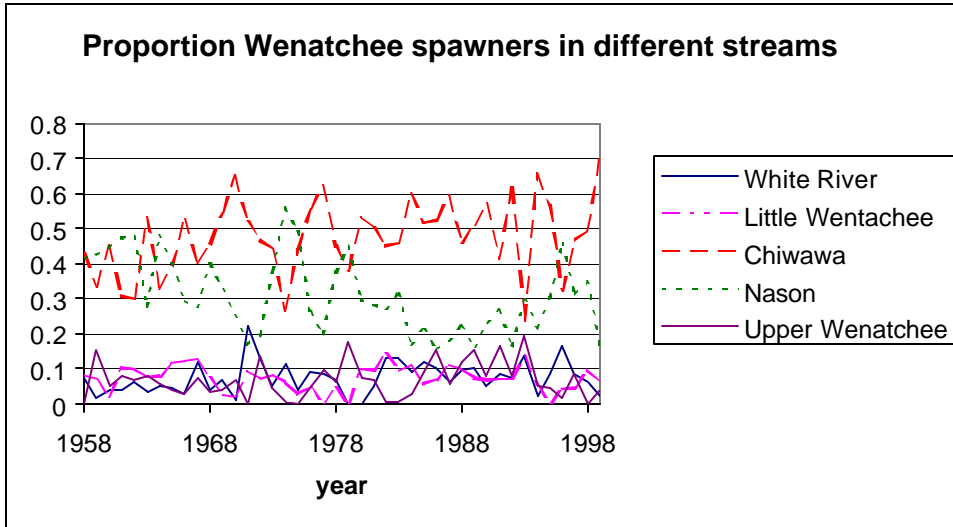 Proportion Wenatchee spawners in different streams
0.8
0.7
0.6
0.5
0.4
0.3
0.2
0.1
0
1958 1968 1978 1988 1998
year
White River
Little Wentachee
Chiwawa
Nason
Upper Wenatchee